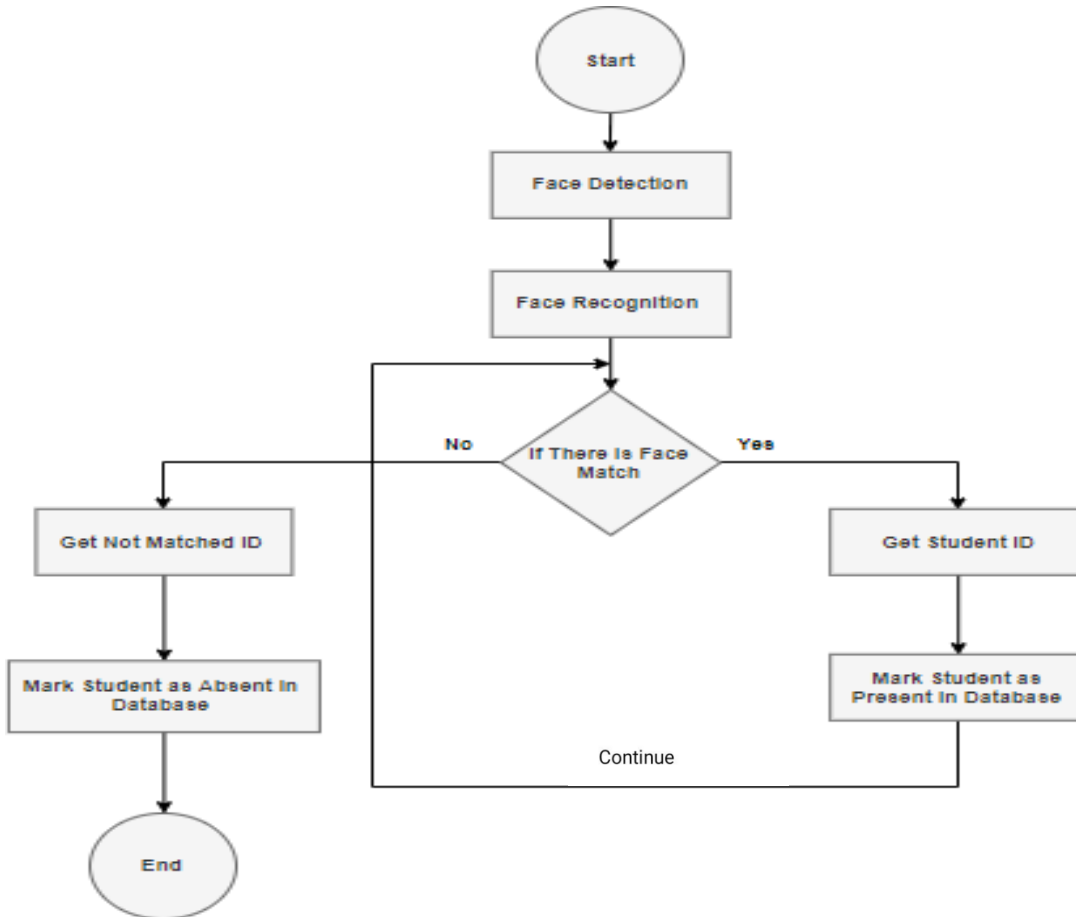 Start
Face Detection
Face Recognition
No
If There Is Face
Match
Yes
Get Not Matched ID
Get Student ID
Mark Student as Absent In
Database
Mark Student as
Present In Database
Continue
End